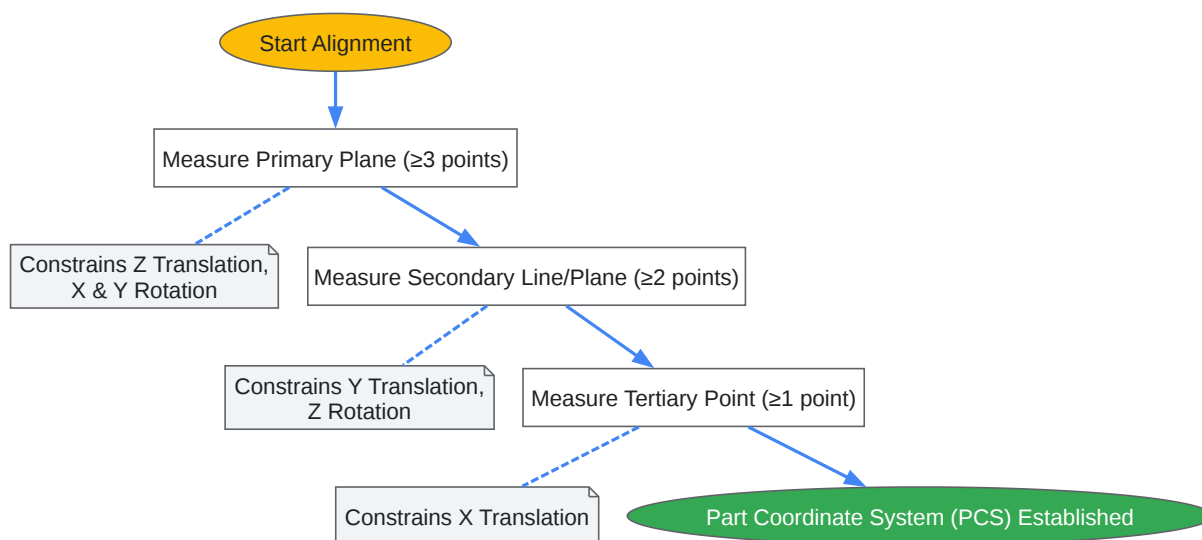 Start Alignment
Measure Primary Plane (≥3 points)
Constrains Z Translation,
X & Y Rotation
Measure Secondary Line/Plane (≥2 points)
Constrains Y Translation,
Z Rotation
Measure Tertiary Point (≥1 point)
Constrains X Translation
Part Coordinate System (PCS) Established